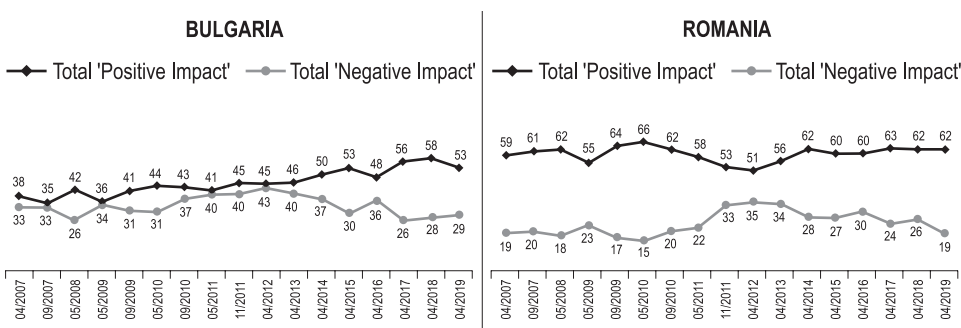 BULGARIA
Total 'Positive Impact' Total 'Negative Impact'
38 35 42 36 41 44 43 41 45 45 46 50 53 48 56 58 53
33 33 26 34 31 31 37 40 40 43 40 37 30 36 26 28 29
04/2007 09/2007 05/2008 05/2009 09/2009 05/2010 09/2010 05/2011 11/2011 04/2012 04/2013 04/2014 04/2015 04/2016 04/2017 04/2018 04/2019
ROMANIA
Total 'Positive Impact' Total 'Negative Impact'
59 61 62 55 64 66 62 58 53 51 56 62 60 60 63 62 62
19 20 18 23 17 15 20 22 33 35 34 28 27 30 24 26 19
04/2007 09/2007 05/2008 05/2009 09/2009 05/2010 09/2010 05/2011 11/2011 04/2012 04/2013 04/2014 04/2015 04/2016 04/2017 04/2018 04/2019